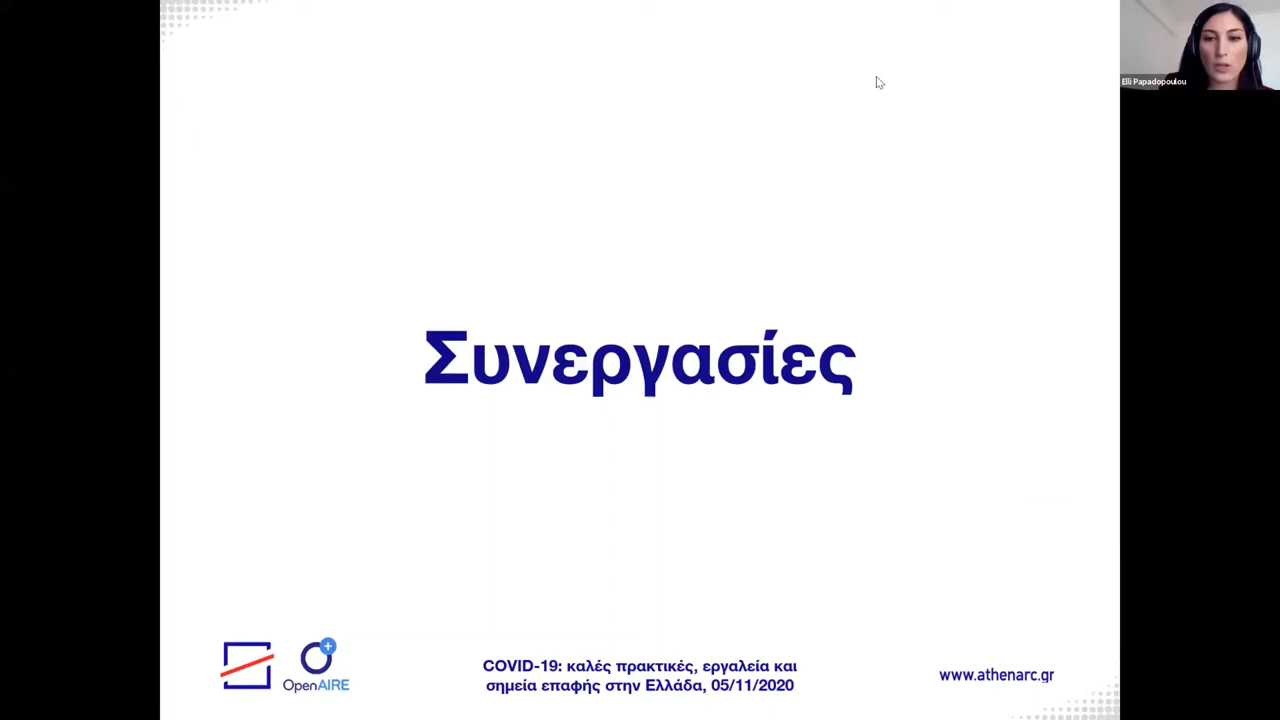 Elli Papadopoulou
Συνεργασίες
OpenAIRE
COVID-19: καλές πρακτικές, εργαλεία και
σημεία επαφής στην Ελλάδα, 05/11/2020
www.athenarc.gr